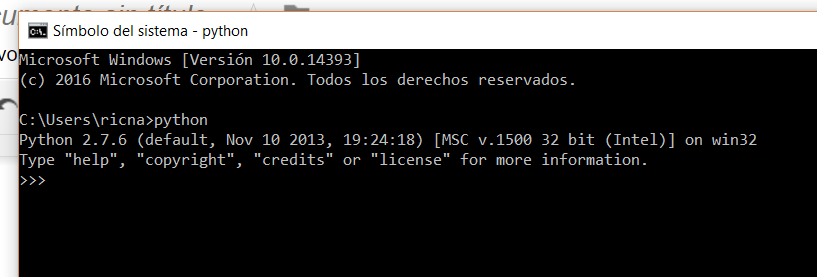 sin título
Símbolo del sistema - python
Microsoft Windows [Versión 10.0.14393]
(c) 2016 Microsoft Corporation. Todos los derechos reservados.
C:\Users\ricna>python
Python 2.7.6 (default, Nov 10 2013, 19:24:18) [MSC v.1500 32 bit (Intel)] on win32
Type "help", "copyright", "credits" or "license" for more information.
>>>